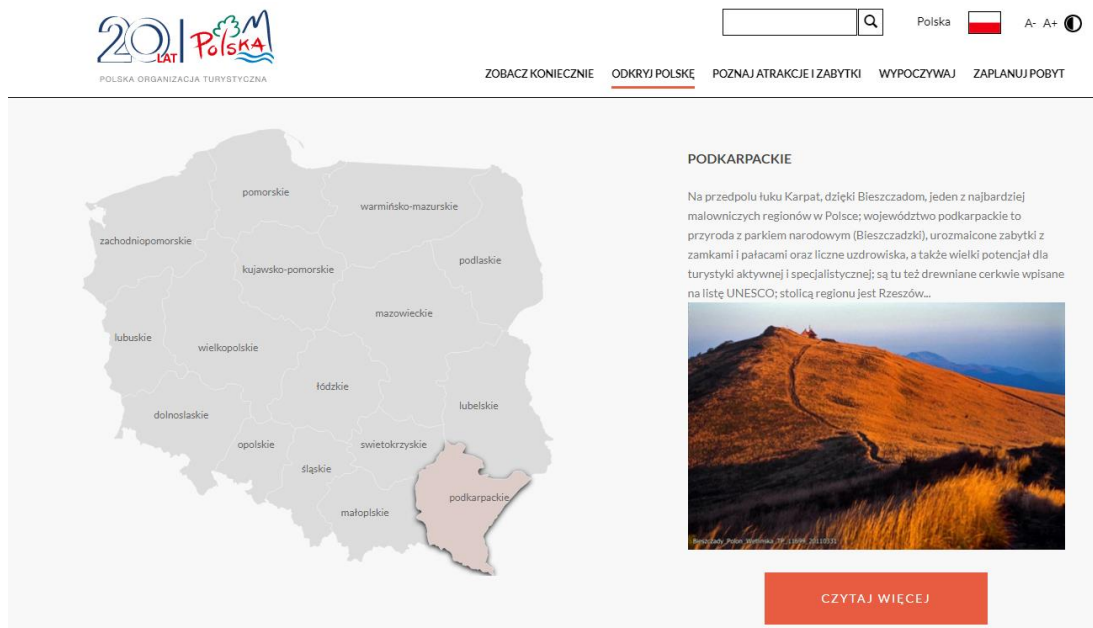 20 LAT Polska
POLSKA ORGANIZACJA TURYSTYCZNA
Polska
A- A+
ZOBACZ KONIECZNIE
ODKRYJ POLSKĘ
POZNAJ ATRAKCJE I ZABYTKI
WYPOCZYWAJ
ZAPLANUJ POBYT
pomorskie
warmińsko-mazurskie
zachodniopomorskie
podlaskie
kujawsko-pomorskie
mazowieckie
lubuskie
wielkopolskie
łódzkie
dolnoslaskie
lubelskie
opolskie
swietokrzyskie
śląskie
podkarpackie
małoplskie
PODKARPACKIE
Na przedpolu łuku Karpat, dzięki Bieszczadom, jeden z najbardziej
malowniczych regionów w Polsce; województwo podkarpackie to
przyroda z parkiem narodowym (Bieszczadzki), urozmaicone zabytki z
zamkami i pałacami oraz liczne uzdrowiska, a także wielki potencjał dla
turystyki aktywnej i specjalistycznej; są tu też drewniane cerkwie wpisane
na listę UNESCO; stolicą regionu jest Rzeszów...
CZYTAJ WIĘCEJ